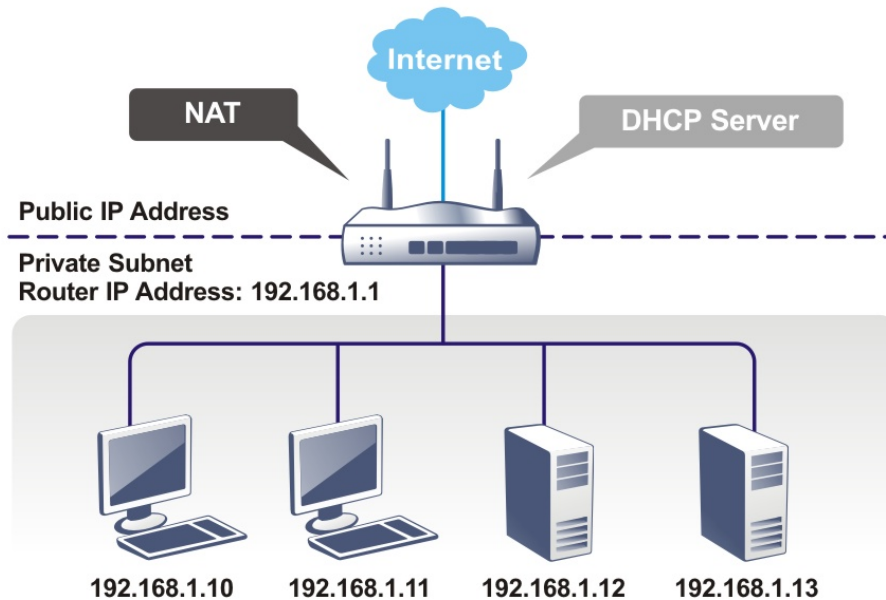 Internet
NAT
DHCP Server
Public IP Address
Private Subnet
Router IP Address: 192.168.1.1
192.168.1.10
192.168.1.11
192.168.1.12
192.168.1.13